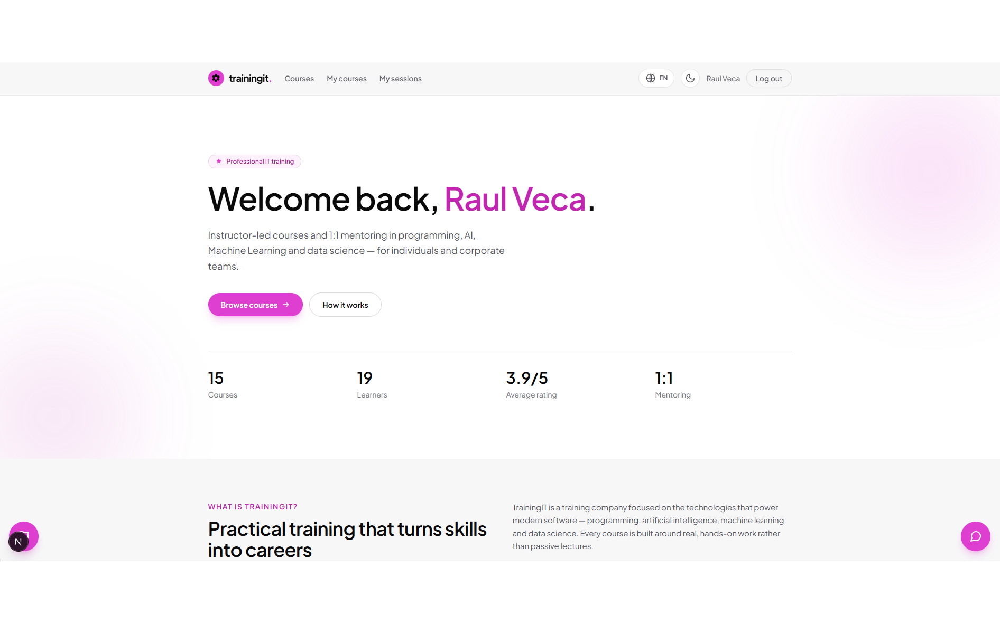 trainingit.
Courses
My courses
My sessions
EN
Raul Veca
Log out
Professional IT training
Welcome back, Raul Veca.
Instructor-led courses and 1:1 mentoring in programming, AI,
Machine Learning and data science — for individuals and corporate
teams.
Browse courses →
How it works
15
Courses
19
Learners
3.9/5
Average rating
1:1
Mentoring
WHAT IS TRAININGIT?
Practical training that turns skills
into careers
TrainingIT is a training company focused on the technologies that power
modern software — programming, artificial intelligence, machine learning
and data science. Every course is built around real, hands-on work rather
than passive lectures.
N